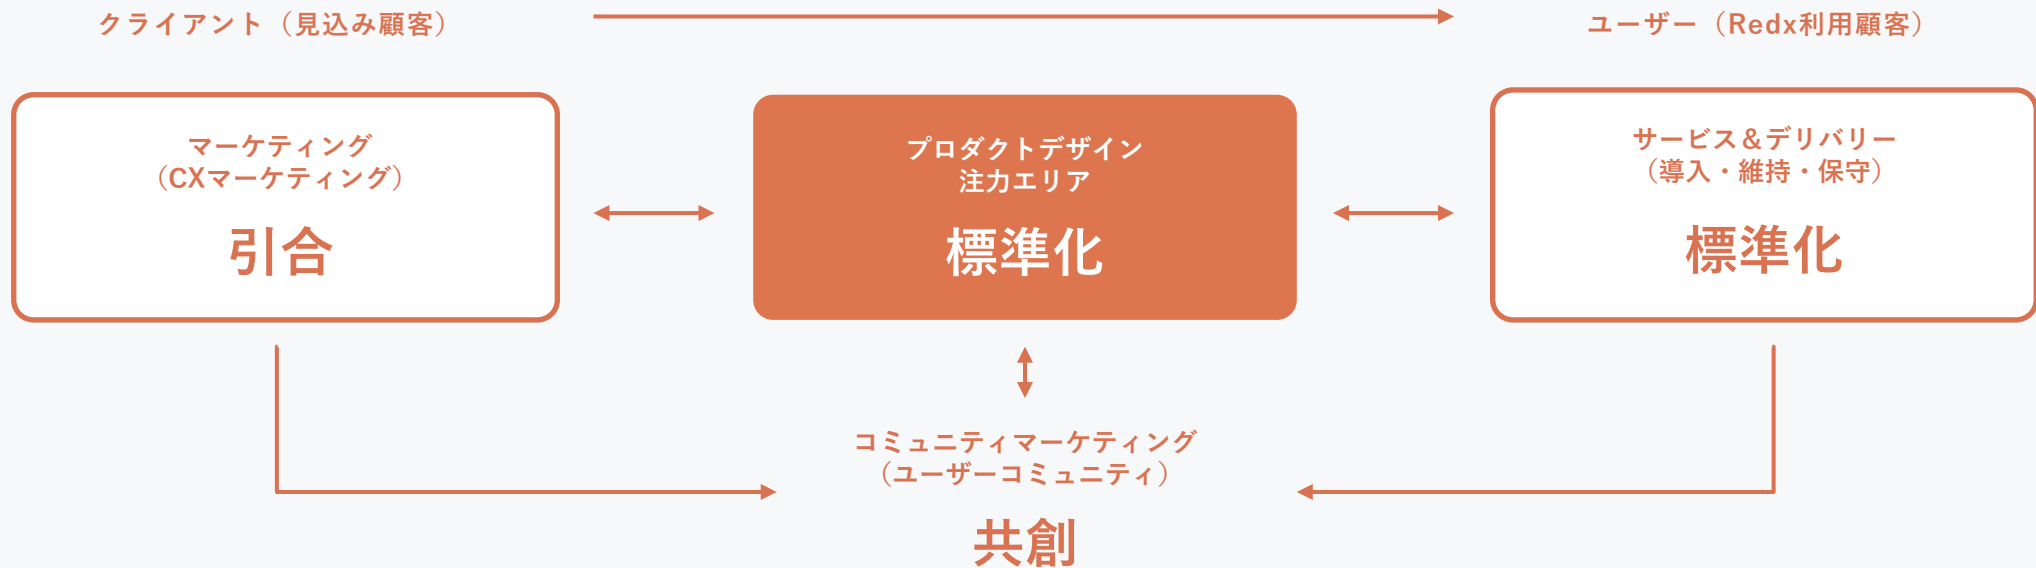 クライアント（見込み顧客）
ユーザー（Redx利用顧客）
マーケティング
（CXマーケティング）
引合
プロダクトデザイン
注力エリア
標準化
サービス＆デリバリー
（導入・維持・保守）
標準化
コミュニティマーケティング
（ユーザーコミュニティ）
共創